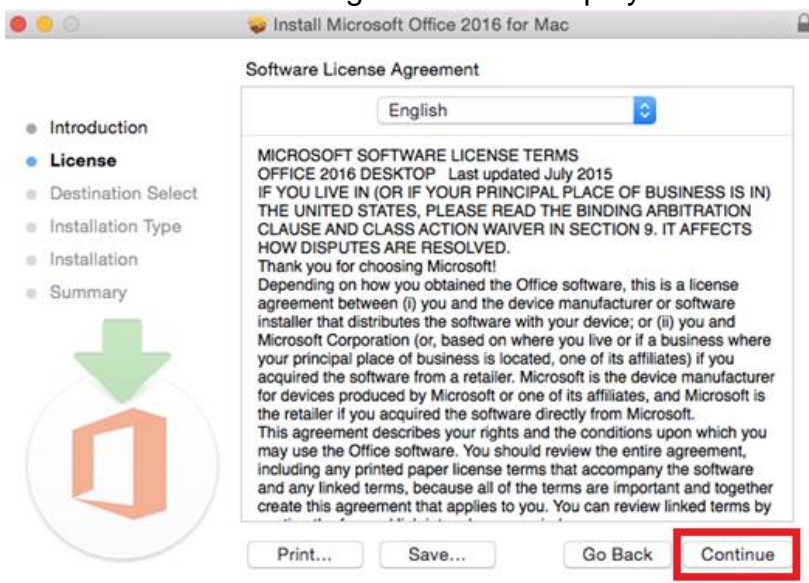 Install Microsoft Office 2016 for Mac
Software License Agreement
English
Introduction
License
Destination Select
Installation Type
Installation
Summary
MICROSOFT SOFTWARE LICENSE TERMS
OFFICE 2016 DESKTOP Last updated July 2015
IF YOU LIVE IN (OR IF YOUR PRINCIPAL PLACE OF BUSINESS IS IN)
THE UNITED STATES, PLEASE READ THE BINDING ARBITRATION
CLAUSE AND CLASS ACTION WAIVER IN SECTION 9. IT AFFECTS
HOW DISPUTES ARE RESOLVED.
Thank you for choosing Microsoft!
Depending on how you obtained the Office software, this is a license
agreement between (i) you and the device manufacturer or software
installer that distributes the software with your device; or (ii) you and
Microsoft Corporation (or, based on where you live or if a business where
your principal place of business is located, one of its affiliates) if you
acquired the software from a retailer. Microsoft is the device manufacturer
for devices produced by Microsoft or one of its affiliates, and Microsoft is
the retailer if you acquired the software directly from Microsoft.
This agreement describes your rights and the conditions upon which you
may use the Office software. You should review the entire agreement,
including any printed paper license terms that accompany the software
and any linked terms, because all of the terms are important and together
create this agreement that applies to you. You can review linked terms by
Print...
Save...
Go Back
Continue